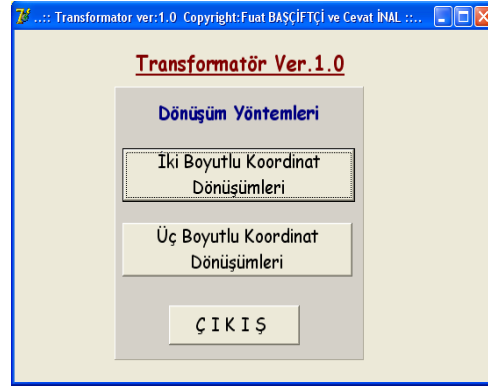 ..:: Transformator ver:1.0 Copyright:Fuat BAŞÇİFTÇİ ve Cevat İNAL ::..
Transformatör Ver.1.0
Dönüşüm Yöntemleri
İki Boyutlu Koordinat
Dönüşümleri
Üç Boyutlu Koordinat
Dönüşümleri
Ç I K I Ş